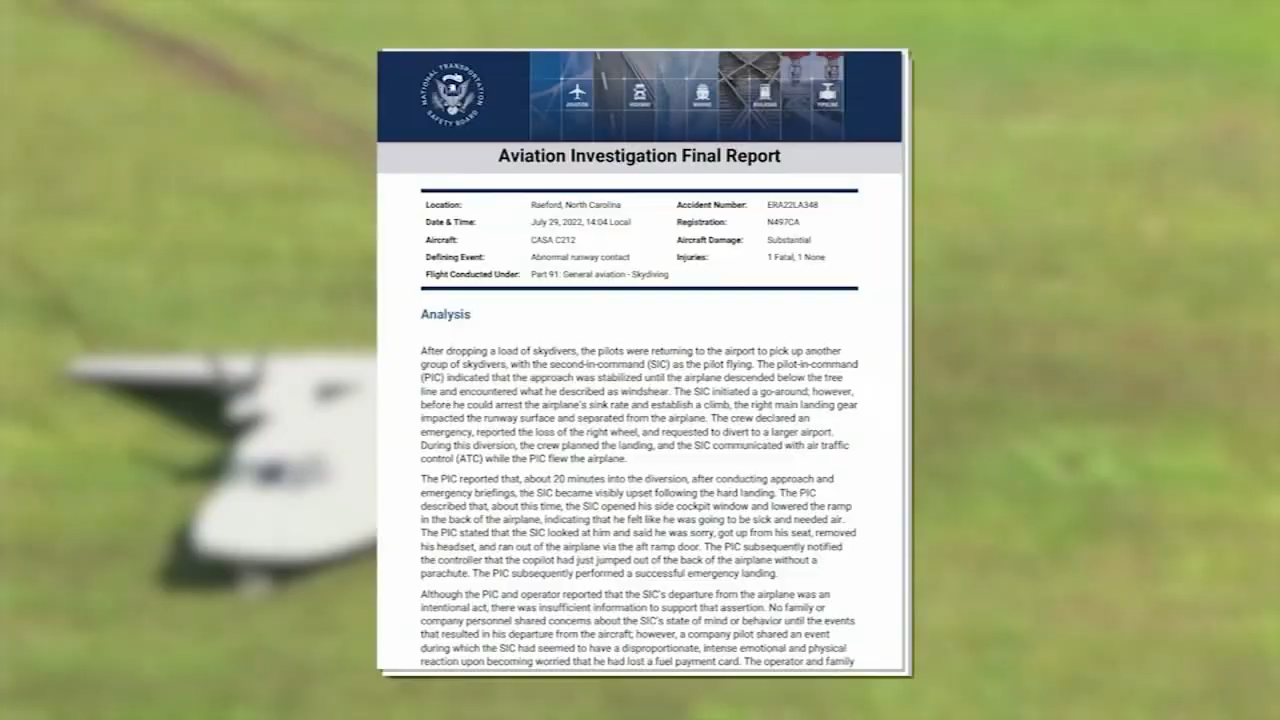 NATIONAL TRANSPORTATION SAFETY BOARD
AVIATION HIGHWAY MARINE RAILROAD PIPELINE
Aviation Investigation Final Report
Location: Raeford, North Carolina Accident Number: ERA22LA348
Date & Time: July 29, 2022, 14:04 Local Registration: N497CA
Aircraft: CASA C212 Aircraft Damage: Substantial
Defining Event: Abnormal runway contact Injuries: 1 Fatal, 1 None
Flight Conducted Under: Part 91: General aviation - Skydiving
Analysis
After dropping a load of skydivers, the pilots were returning to the airport to pick up another
group of skydivers, with the second-in-command (SIC) as the pilot flying. The pilot-in-command
(PIC) indicated that the approach was stabilized until the airplane descended below the tree
line and encountered what he described as windshear. The SIC initiated a go-around; however,
before he could arrest the airplane's sink rate and establish a climb, the right main landing gear
impacted the runway surface and separated from the airplane. The crew declared an
emergency, reported the loss of the right wheel, and requested to divert to a larger airport.
During this diversion, the crew planned the landing, and the SIC communicated with air traffic
control (ATC) while the PIC flew the airplane.
The PIC reported that, about 20 minutes into the diversion, after conducting approach and
emergency briefings, the SIC became visibly upset following the hard landing. The PIC
described that, about this time, the SIC opened his side cockpit window and lowered the ramp
in the back of the airplane, indicating that he felt like he was going to be sick and needed air.
The PIC stated that the SIC looked at him and said he was sorry, got up from his seat, removed
his headset, and ran out of the airplane via the aft ramp door. The PIC subsequently notified
the controller that the copilot had just jumped out of the back of the airplane without a
parachute. The PIC subsequently performed a successful emergency landing.
Although the PIC and operator reported that the SIC's departure from the airplane was an
intentional act, there was insufficient information to support that assertion. No family or
company personnel shared concerns about the SIC's state of mind or behavior until the events
that resulted in his departure from the aircraft; however, a company pilot shared an event
during which the SIC had seemed to have a disproportionate, intense emotional and physical
reaction upon becoming worried that he had lost a fuel payment card. The operator and family